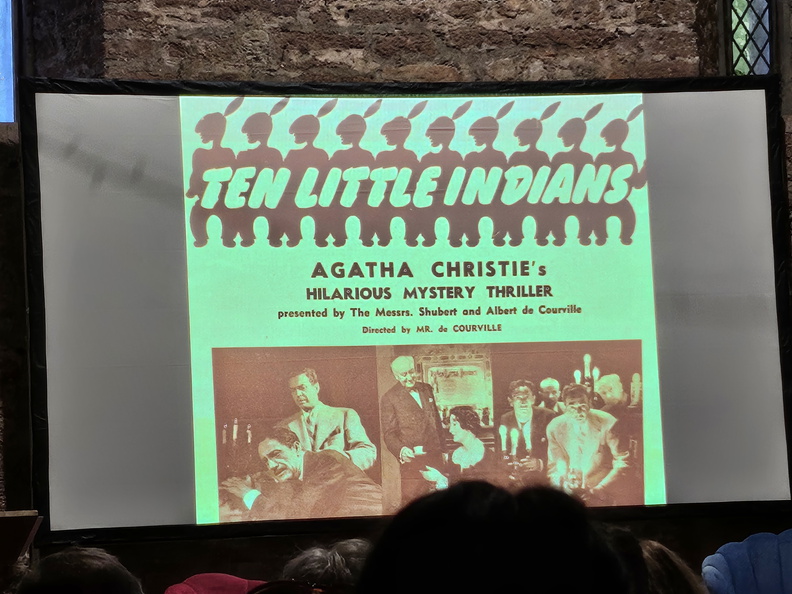 TEN LITTLE INDIANS
AGATHA CHRISTIE's
HILARIOUS MYSTERY THRILLER
presented by The Messrs. Shubert and Albert de Courville
Directed by MR. de COURVILLE